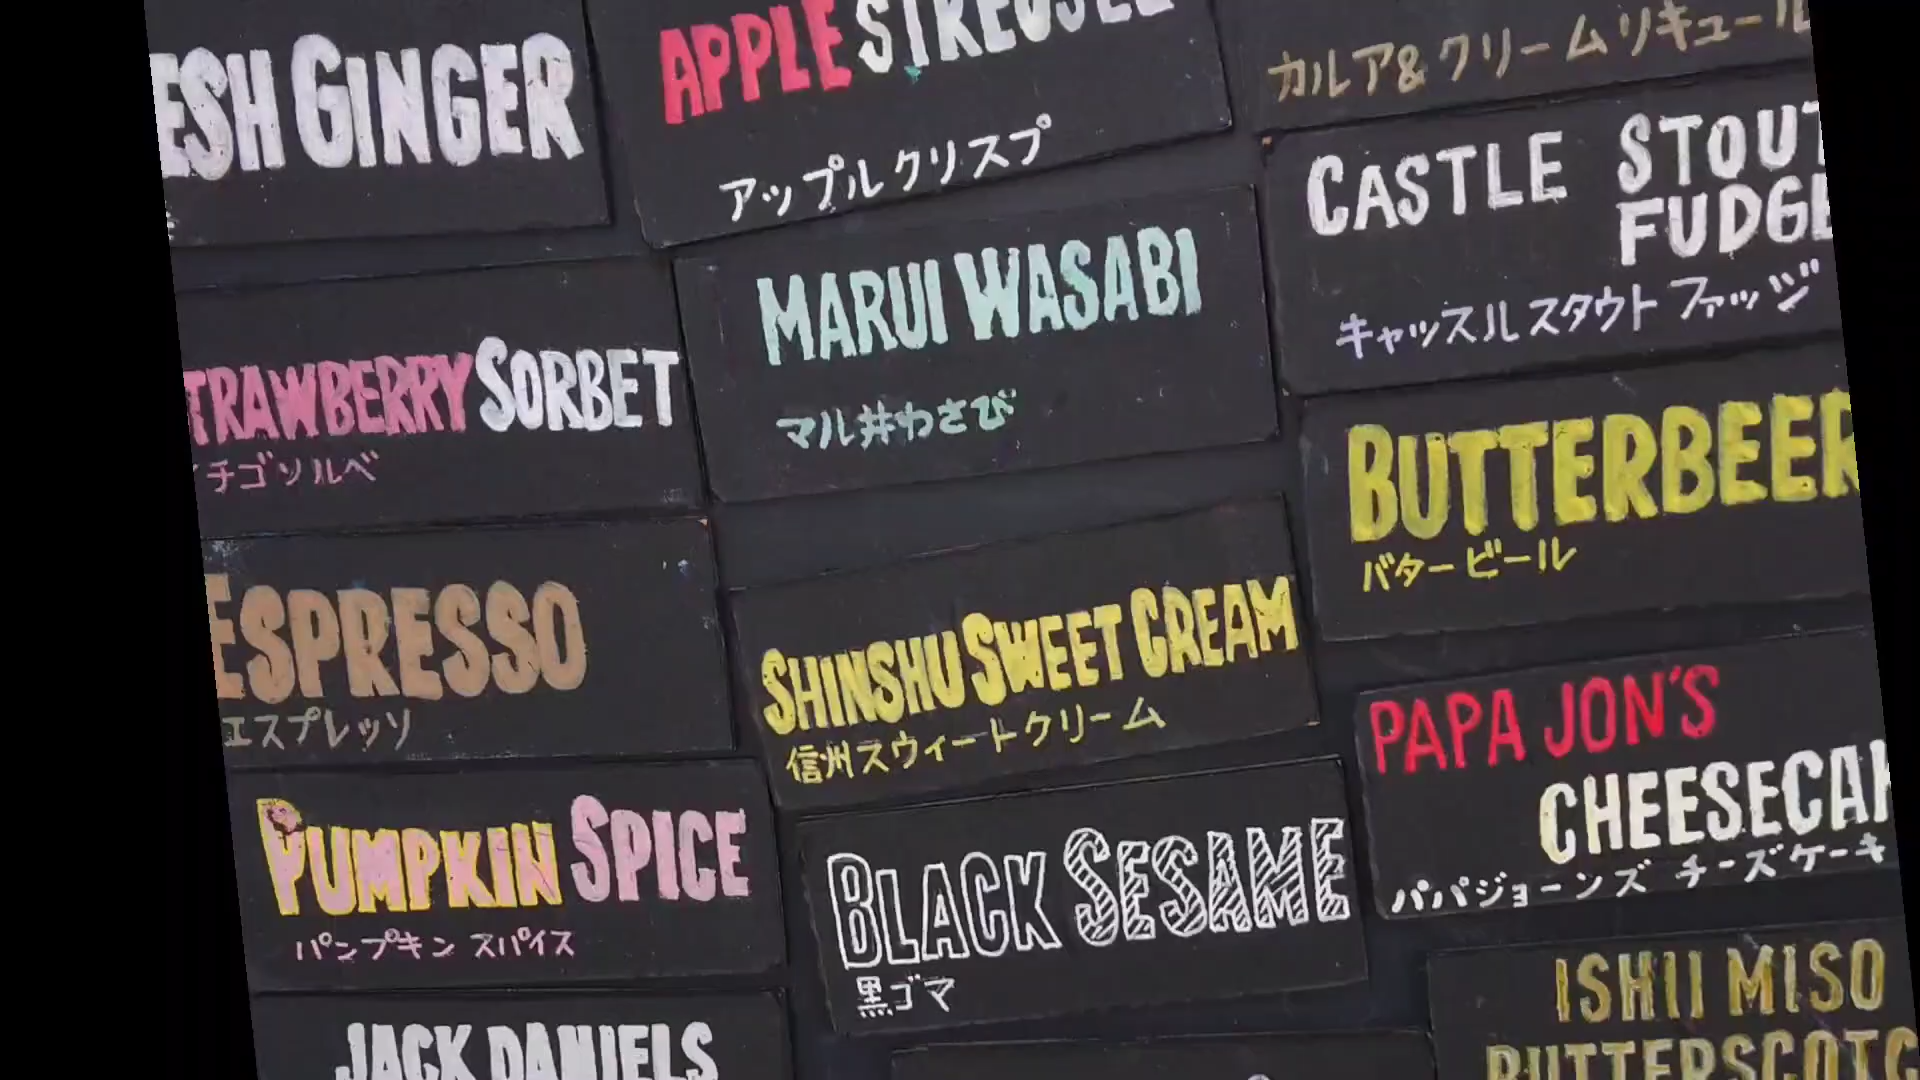 ESH GINGER
APPLE STREUSEL
アップルクリスプ
カルア&クリームリキュール
CASTLE STOUT
FUDGE
キャッスルスタウト ファッジ
MARUI WASABI
マル井わさび
TRAWBERRY SORBET
チゴソルベ
BUTTERBEER
バタービール
ESPRESSO
エスプレッソ
SHINSHU SWEET CREAM
信州スウィートクリーム
PAPA JON'S
CHEESECAK
パパジョーンズ チーズケーキ
PUMPKIN SPICE
パンプキン スパイス
BLACK SESAME
黒ゴマ
ISHII MISO
BUTTERSCOTC
JACK DANIELS